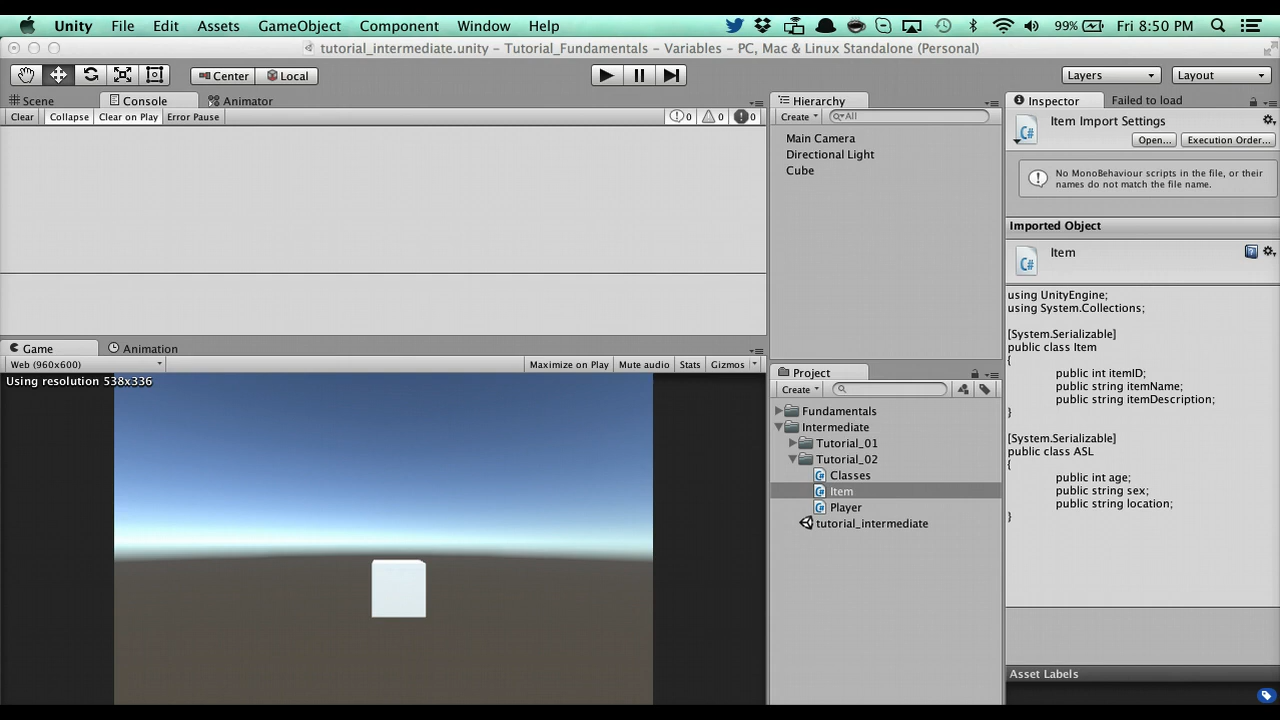 Unity File Edit Assets GameObject Component Window Help 99% Fri 8:50 PM
tutorial_intermediate.unity - Tutorial_Fundamentals - Variables - PC, Mac & Linux Standalone (Personal)
Center Local Layers Layout
Scene Console Animator
Clear Collapse Clear on Play Error Pause 0 0 0
Game Animation
Web (960x600) Maximize on Play Mute audio Stats Gizmos
Using resolution 538x336
Hierarchy
Create All
Main Camera
Directional Light
Cube
Project
Create
Fundamentals
Intermediate
Tutorial_01
Tutorial_02
Classes
Item
Player
tutorial_intermediate
Inspector Failed to load
Item Import Settings
Open... Execution Order...
No MonoBehaviour scripts in the file, or their
names do not match the file name.
Imported Object
Item
using UnityEngine;
using System.Collections;
[System.Serializable]
public class Item
{
public int itemID;
public string itemName;
public string itemDescription;
}
[System.Serializable]
public class ASL
{
public int age;
public string sex;
public string location;
}
Asset Labels